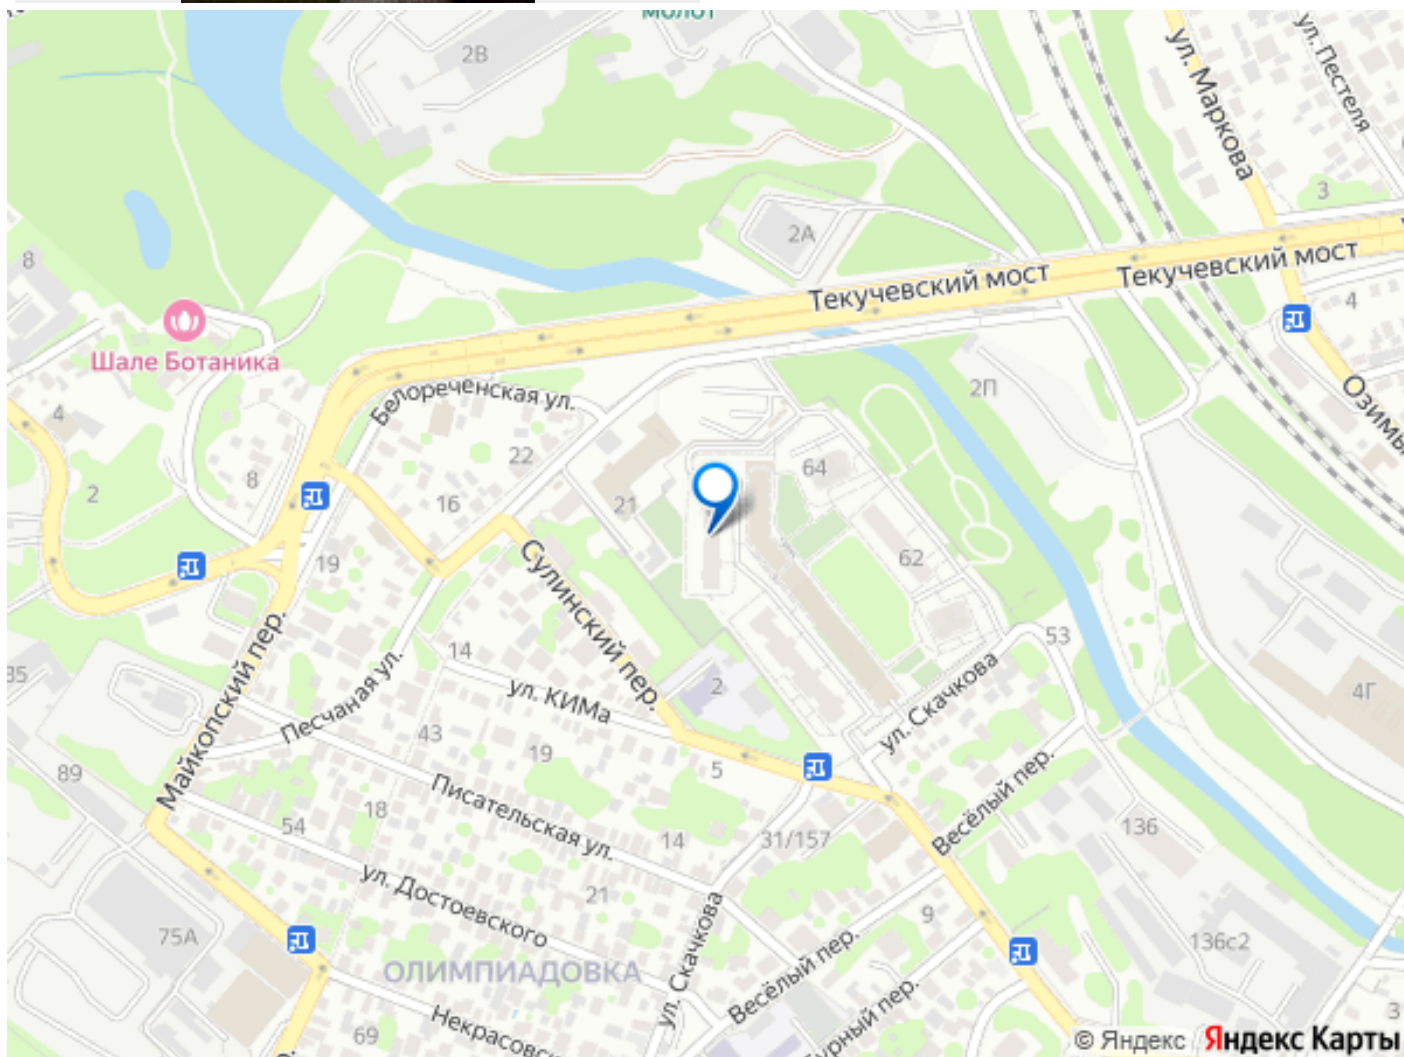 МОЛОТ
2В
ул. Маркова
ул. Пестеля
3
2А
Текучевский мост
Текучевский мост
8
4
Шале Ботаника
2П
Белореченская ул.
4
22
64
8
2
16
21
62
19
Сулинский пер.
53
14
Майкопский пер.
Песчаная ул.
ул. КИМа
2
ул. Скачкова
4Г
43
19
5
89
Писательская ул.
18
Весёлый пер.
54
14
31/157
136
ул. Достоевского
21
9
75А
ул. Скачкова
136с2
ОЛИМПИАДОВКА
Весёлый пер.
3
69
© Яндекс Яндекс Карты